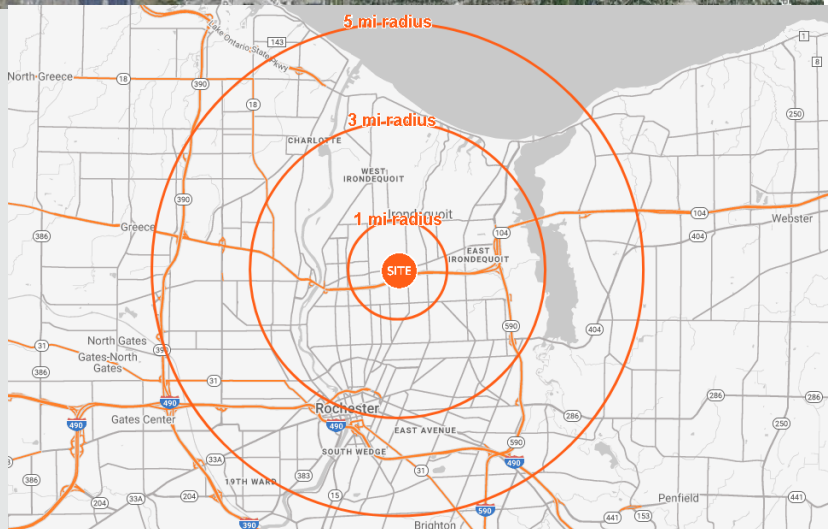 5 mi radius
Lake Ontario State Pkwy
143
1
8
North Greece
18
390
18
250
3 mi radius
CHARLOTTE
WEST
IRONDEQUOIT
390
1 mi radius
Irondequoit
104
Webster
Greece
386
104
404
EAST
IRONDEQUOIT
SITE
590
404
North Gates
31
Gates-North
Gates
390
386
31
286
286
490
Rochester
286
Gates Center
490
490
EAST AVENUE
250
590
SOUTH WEDGE
33A
490
31
386
383
19TH WARD
204
33A
204
15
Penfield
590
441
153
441
390
Brighton